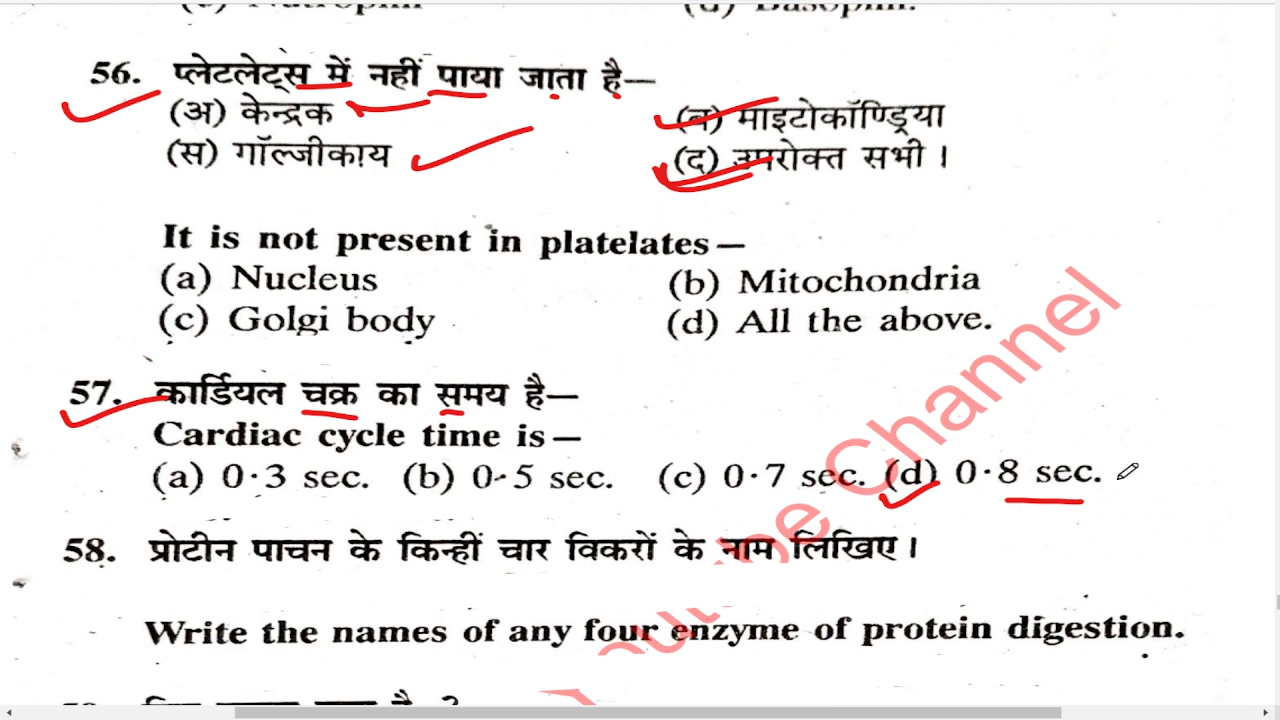 56. प्लेटलेट्स में नहीं पाया जाता है—
(अ) केन्द्रक (ब) माइटोकॉण्ड्रिया
(स) गॉल्जीकाय (द) उपरोक्त सभी ।
It is not present in platelates—
(a) Nucleus (b) Mitochondria
(c) Golgi body (d) All the above.
57. कार्डियल चक्र का समय है—
Cardiac cycle time is—
(a) 0·3 sec. (b) 0·5 sec. (c) 0·7 sec. (d) 0·8 sec.
58. प्रोटीन पाचन के किन्हीं चार विकरों के नाम लिखिए ।
Write the names of any four enzyme of protein digestion.
Channel